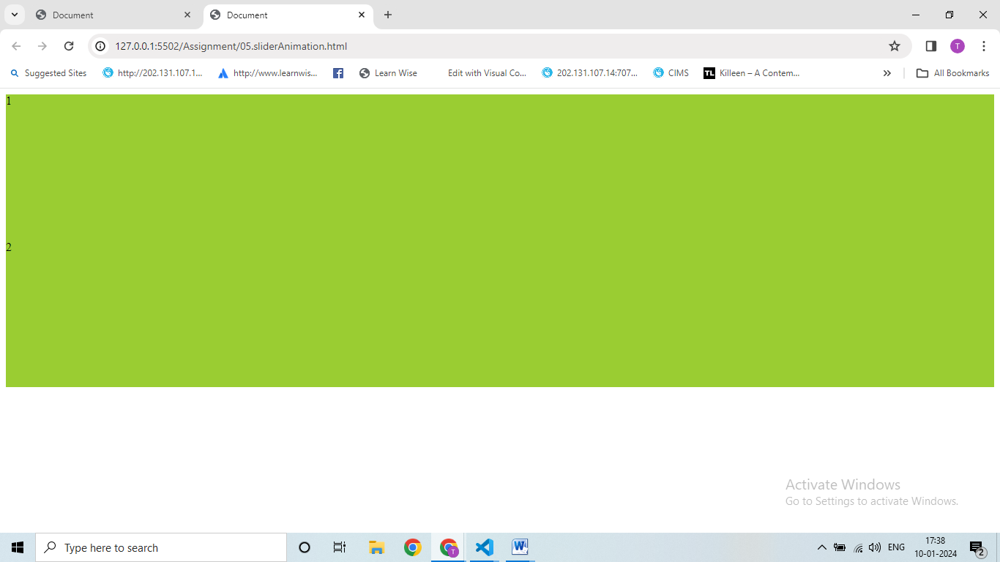 Document
Document
127.0.0.1:5502/Assignment/05.sliderAnimation.html
T
Suggested Sites
http://202.131.107.1...
http://www.learnwis...
Learn Wise
Edit with Visual Co...
202.131.107.14:707...
CIMS
TL
Killeen – A Contem...
All Bookmarks
1
2
Activate Windows
Go to Settings to activate Windows.
Type here to search
T
ENG
17:38
10-01-2024
2